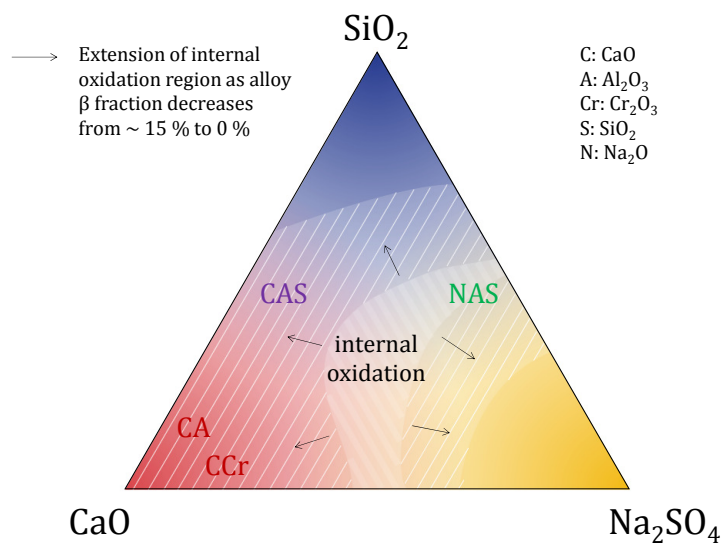 SiO₂
Extension of internal
oxidation region as alloy
β fraction decreases
from ~ 15 % to 0 %
C: CaO
A: Al₂O₃
Cr: Cr₂O₃
S: SiO₂
N: Na₂O
CAS
NAS
internal
oxidation
CA
CCr
CaO
Na₂SO₄